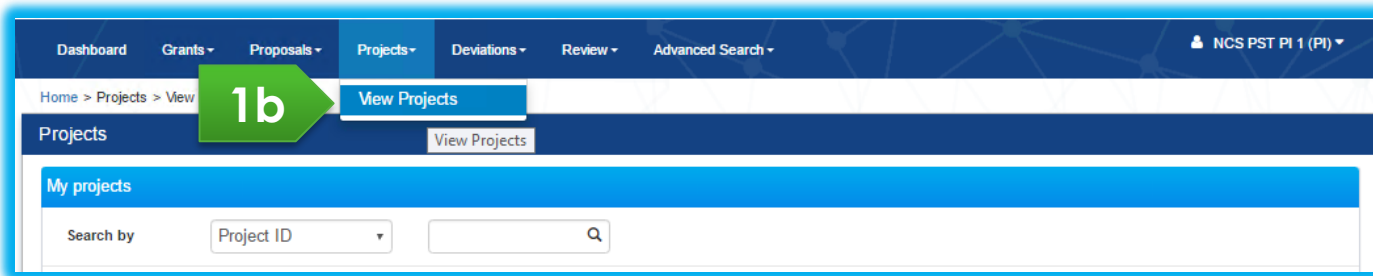 Dashboard Grants Proposals Projects Deviations Review Advanced Search NCS PST PI 1 (PI)
Home > Projects > View
1b
View Projects
Projects
View Projects
My projects
Search by Project ID